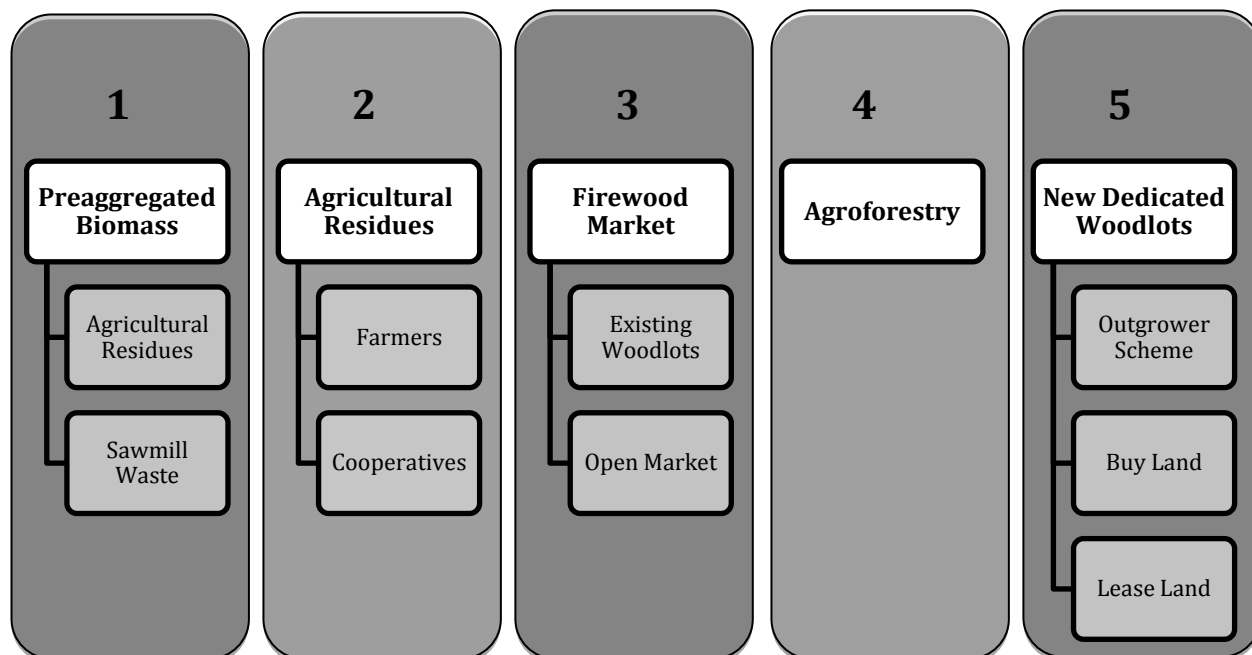 1
Preaggregated
Biomass
Agricultural
Residues
Sawmill
Waste
2
Agricultural
Residues
Farmers
Cooperatives
3
Firewood
Market
Existing
Woodlots
Open Market
4
Agroforestry
5
New Dedicated
Woodlots
Outgrower
Scheme
Buy Land
Lease Land